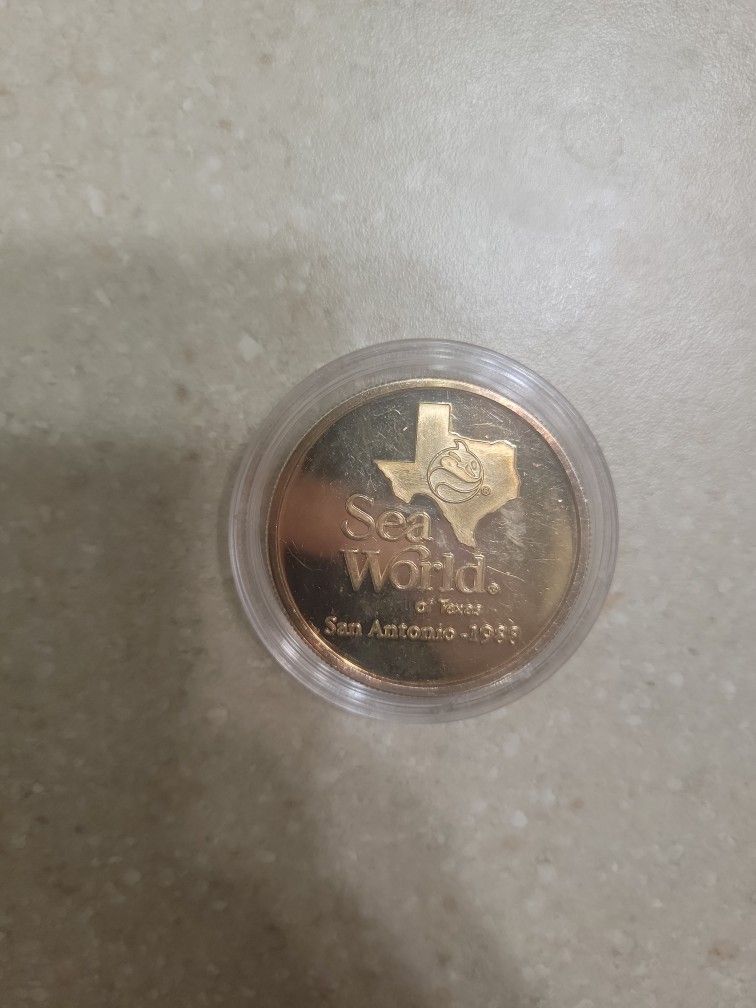 Sea
World®
of Texas
San Antonio - 1988